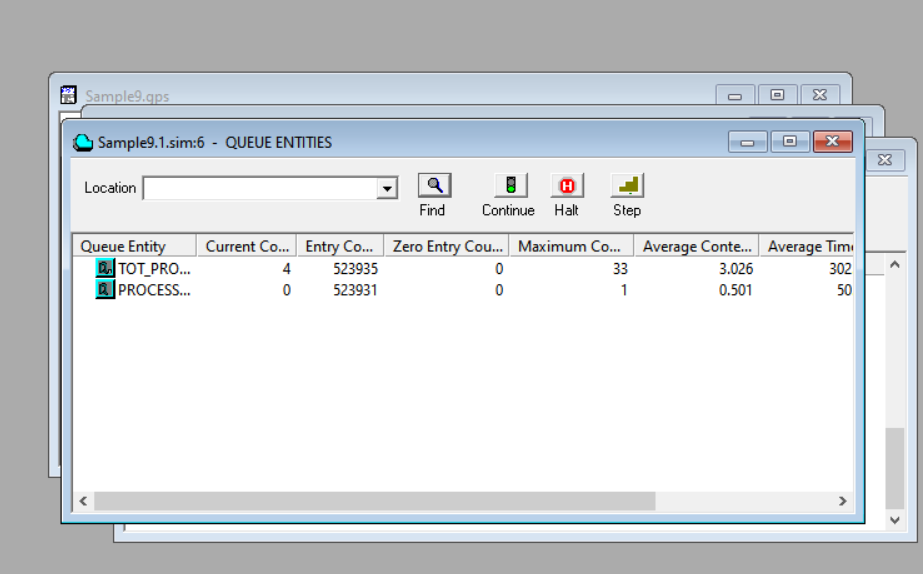 Sample9.gps
Sample9.1.sim:6 - QUEUE ENTITIES
Location
Find Continue Halt Step
Queue Entity Current Co... Entry Co... Zero Entry Cou... Maximum Co... Average Conte... Average Time
TOT_PRO... 4 523935 0 33 3.026 302
PROCESS... 0 523931 0 1 0.501 50